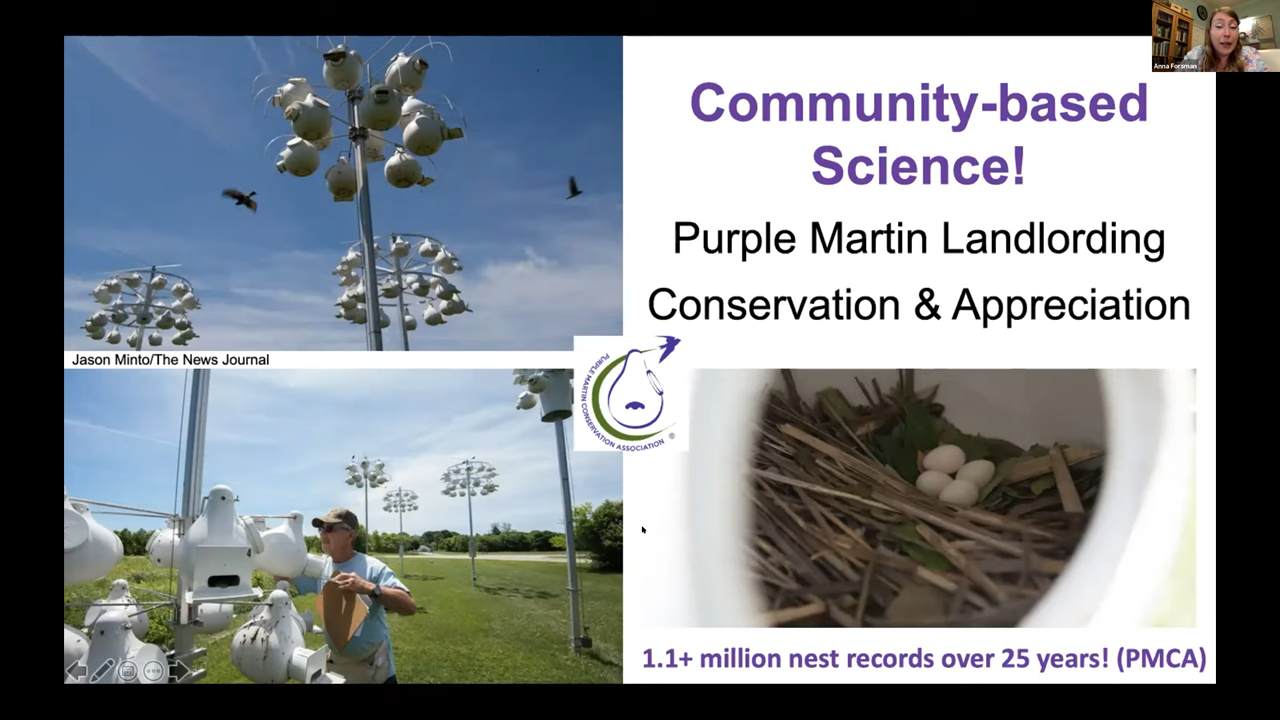 Anna Forsman
Community-based
Science!
Purple Martin Landlording
Conservation & Appreciation
Jason Minto/The News Journal
PURPLE MARTIN CONSERVATION ASSOCIATION
®
4
1.1+ million nest records over 25 years! (PMCA)